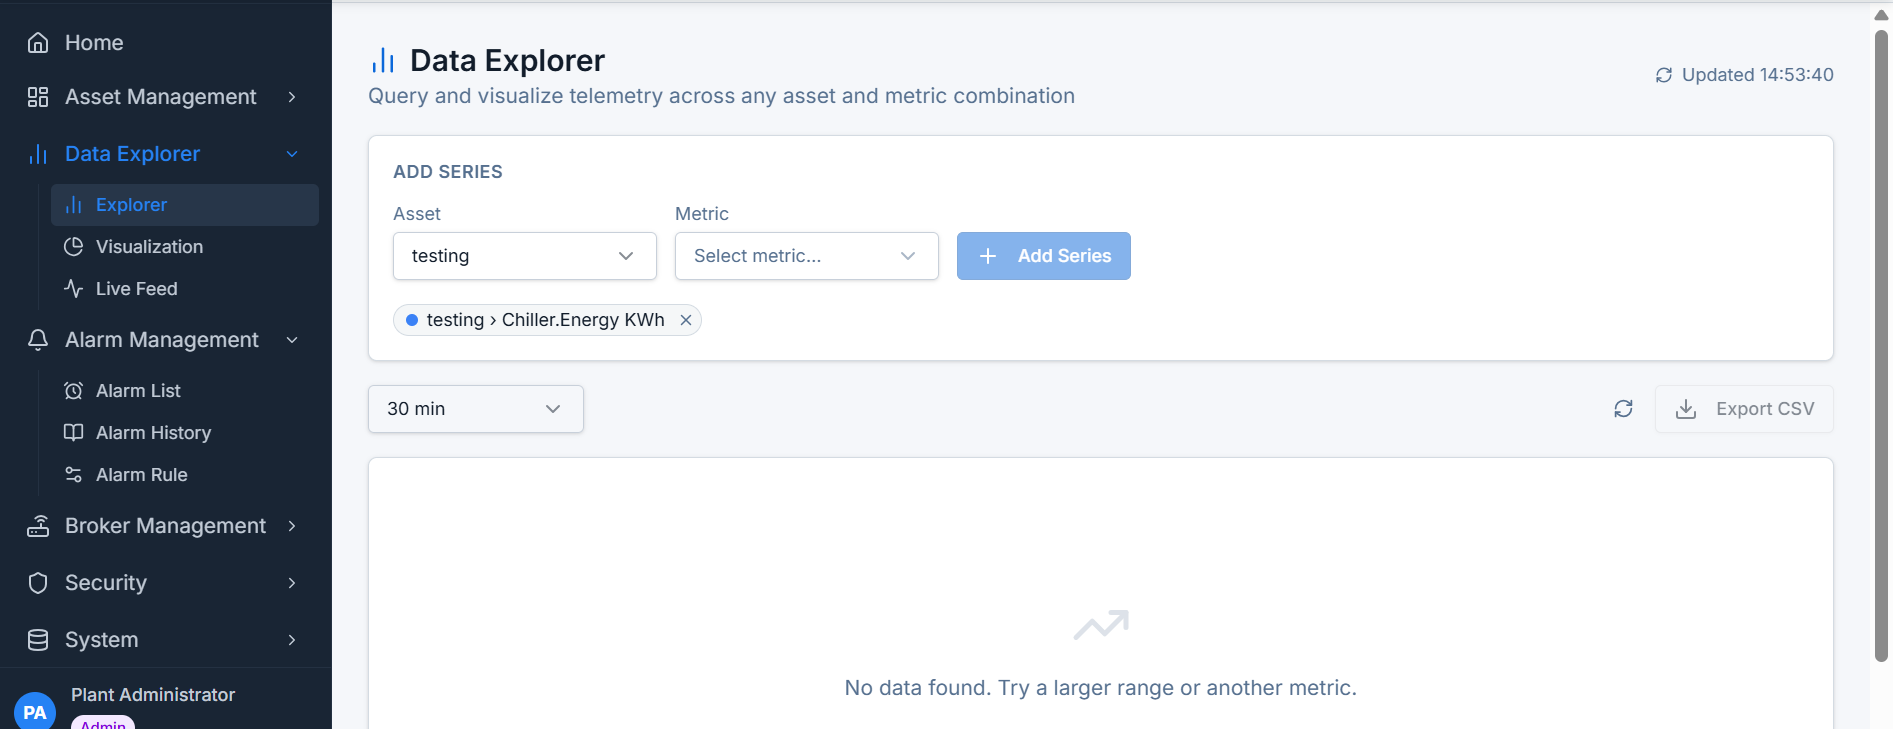 Home
Asset Management
Data Explorer
Explorer
Visualization
Live Feed
Alarm Management
Alarm List
Alarm History
Alarm Rule
Broker Management
Security
System
PA
Plant Administrator
Admin
Data Explorer
Query and visualize telemetry across any asset and metric combination
Updated 14:53:40
ADD SERIES
Asset
Metric
testing
Select metric...
Add Series
testing › Chiller.Energy KWh
30 min
Export CSV
No data found. Try a larger range or another metric.